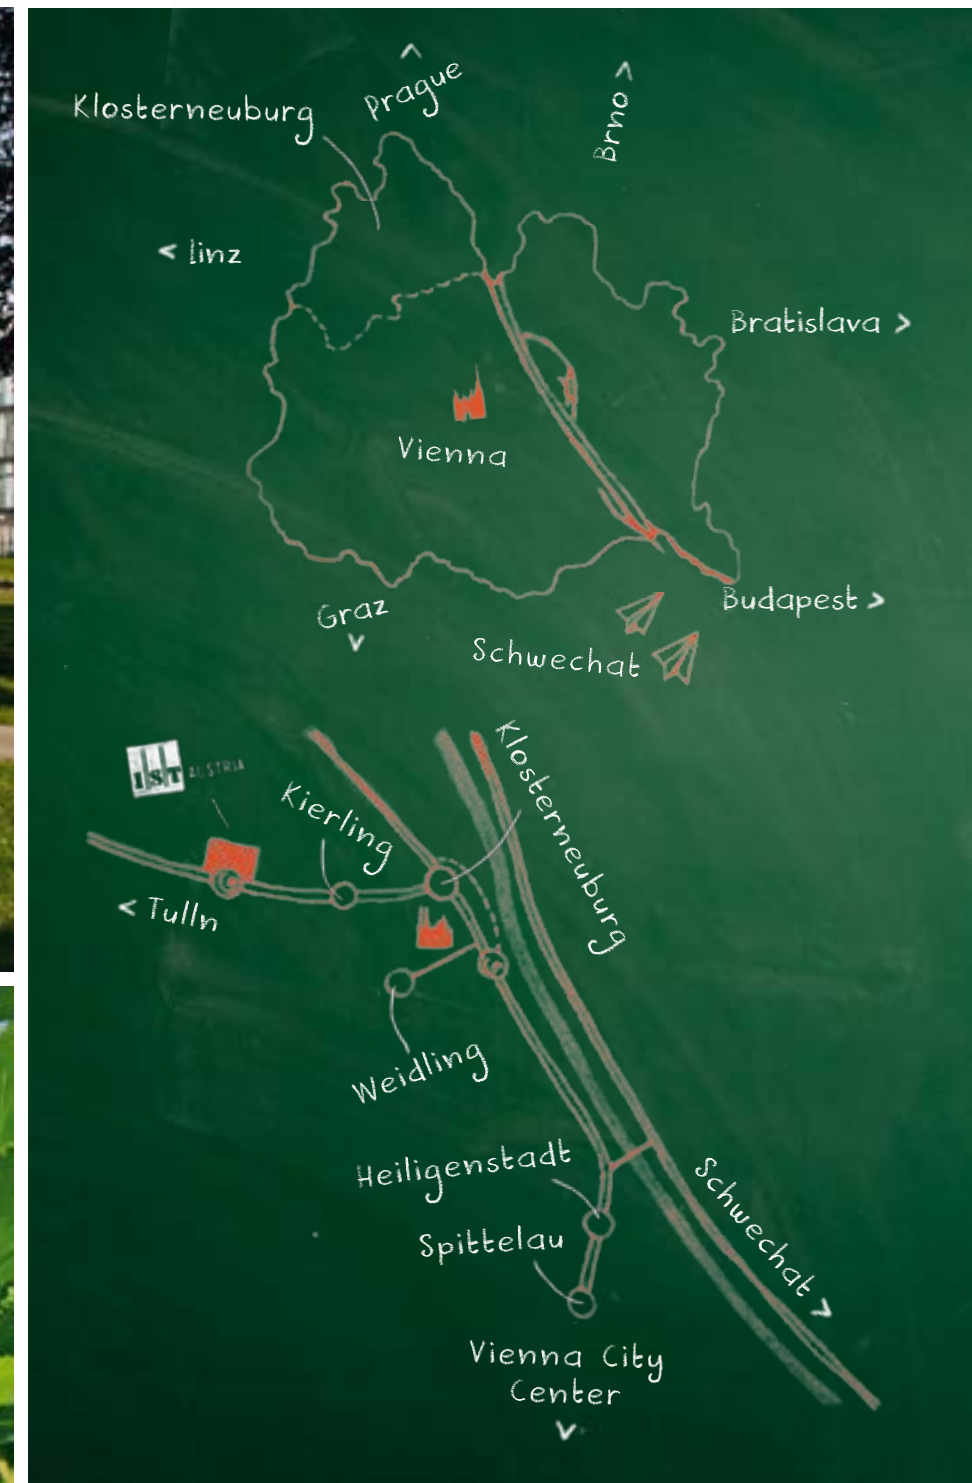 Prague
Klosterneuburg
Brno
linz
Bratislava
Vienna
Budapest
Graz
Schwechat
IST AUSTRIA
Kierling
Klosterneuburg
Tulln
Weidling
Heiligenstadt
Schwechat
Spittelau
Vienna City
Center